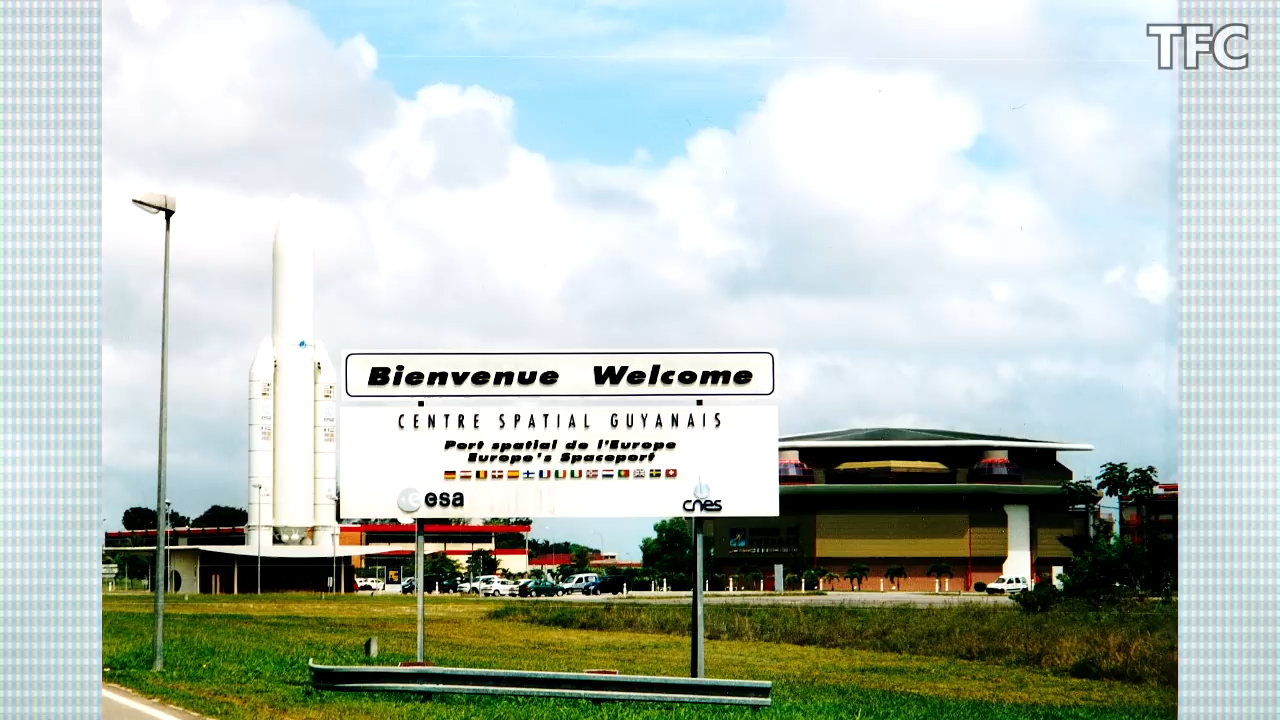 TFC
Bienvenue Welcome
CENTRE SPATIAL GUYANAIS
Port spatial de l'Europe
Europe's Spaceport
esa
cnes